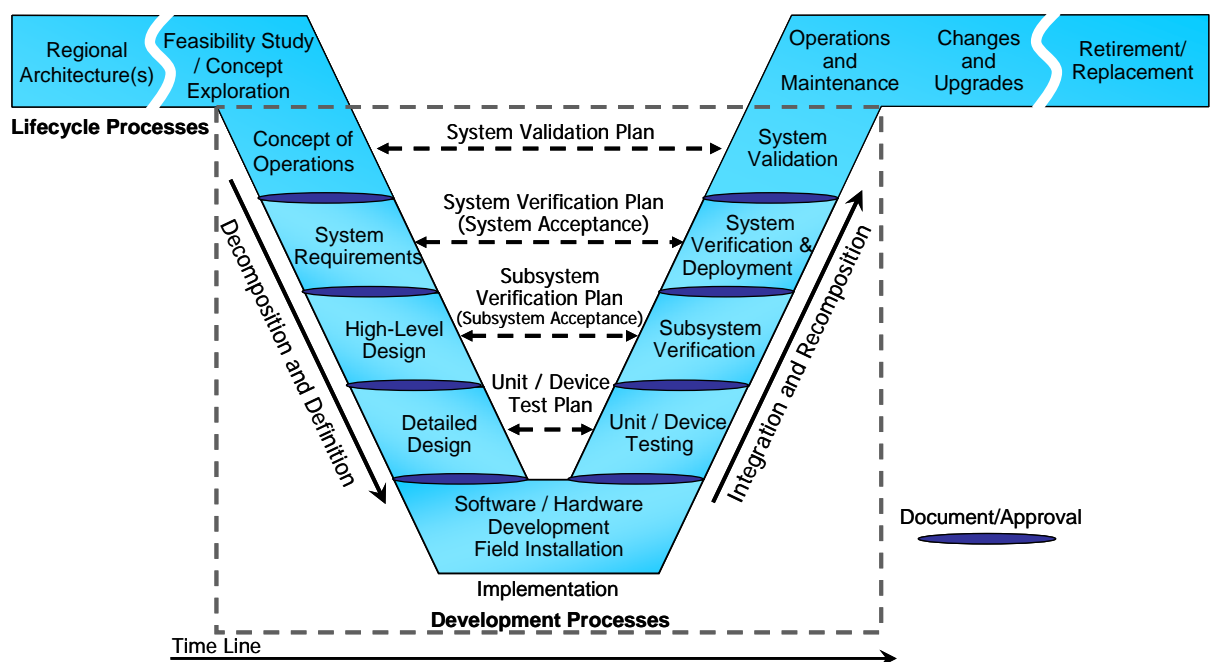 Regional
Architecture(s)
Feasibility Study
/ Concept
Exploration
Operations
and
Maintenance
Changes
and
Upgrades
Retirement/
Replacement
Lifecycle Processes
Concept of
Operations
System Validation Plan
System
Validation
System
Requirements
System Verification Plan
(System Acceptance)
System
Verification &
Deployment
High-Level
Design
Subsystem
Verification Plan
(Subsystem Acceptance)
Subsystem
Verification
Detailed
Design
Unit / Device
Test Plan
Unit / Device
Testing
Decomposition and Definition
Integration and Recomposition
Software / Hardware
Development
Field Installation
Implementation
Development Processes
Document/Approval
Time Line